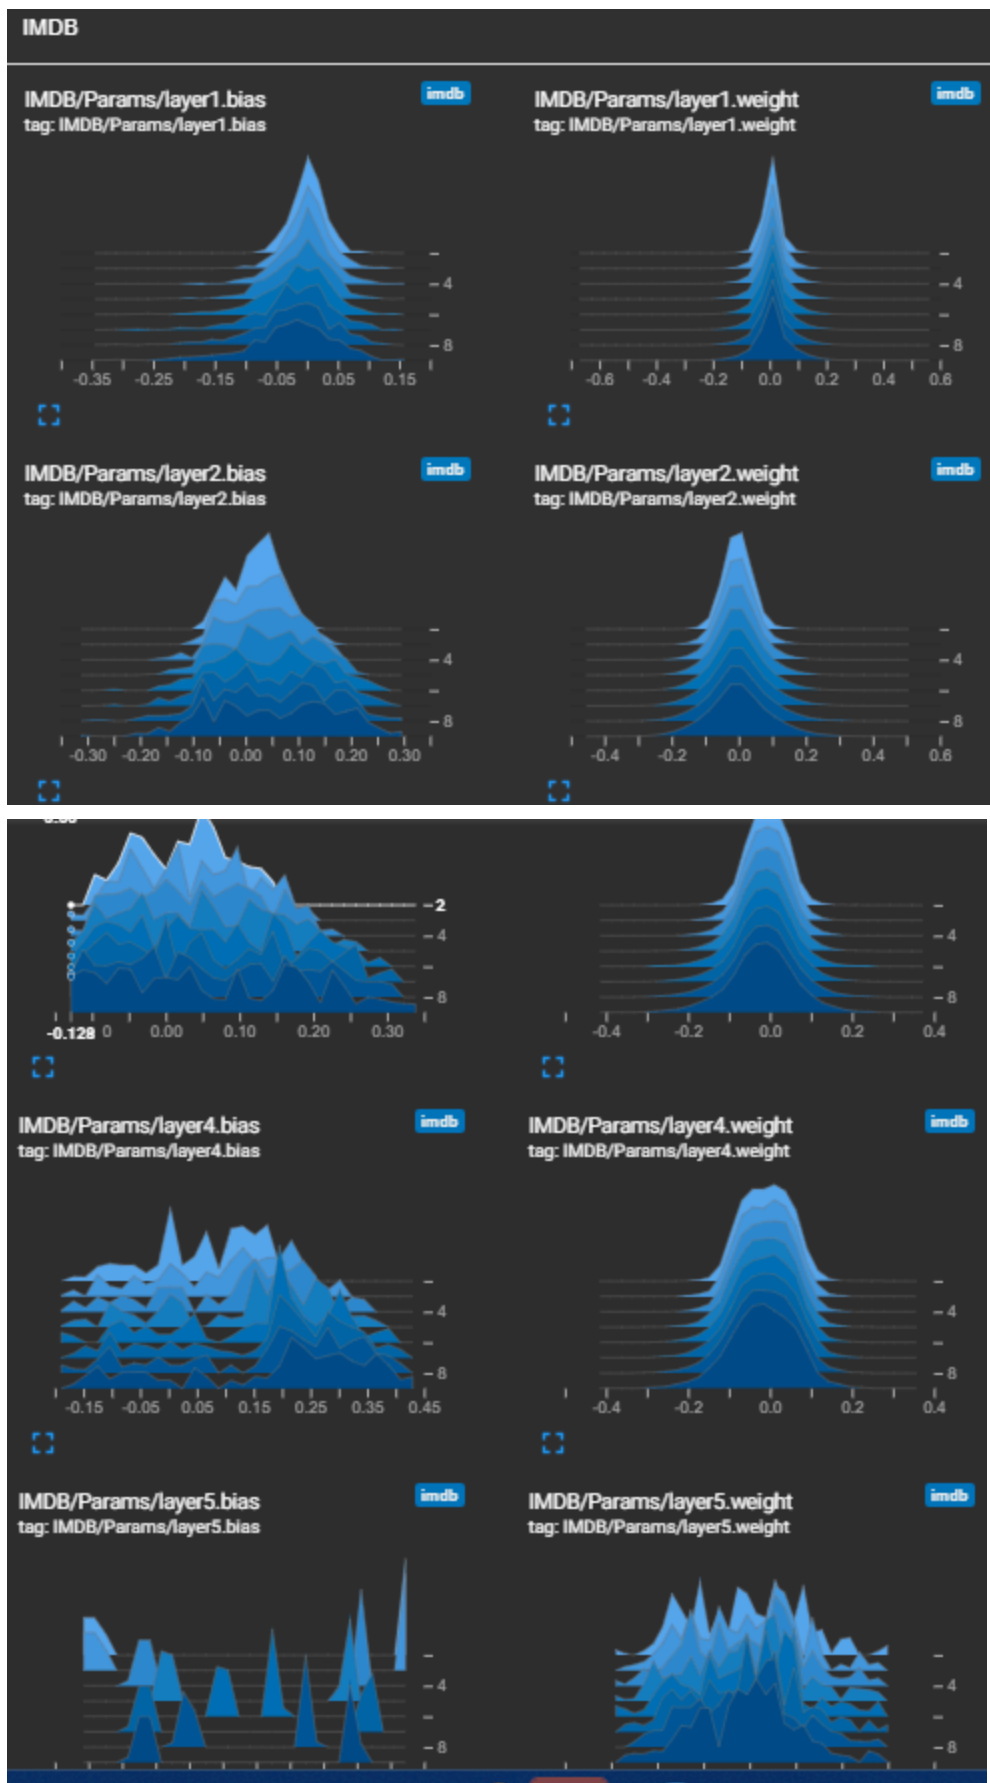 IMDB
IMDB/Params/layer1.bias
imdb
tag: IMDB/Params/layer1.bias
4
8
-0.35 -0.25 -0.15 -0.05 0.05 0.15
IMDB/Params/layer1.weight
imdb
tag: IMDB/Params/layer1.weight
4
8
-0.6 -0.4 -0.2 0.0 0.2 0.4 0.6
IMDB/Params/layer2.bias
imdb
tag: IMDB/Params/layer2.bias
4
8
-0.30 -0.20 -0.10 0.00 0.10 0.20 0.30
IMDB/Params/layer2.weight
imdb
tag: IMDB/Params/layer2.weight
4
8
-0.4 -0.2 0.0 0.2 0.4 0.6
2
4
8
-0.128 0 0.00 0.10 0.20 0.30
4
8
-0.4 -0.2 0.0 0.2 0.4
IMDB/Params/layer4.bias
imdb
tag: IMDB/Params/layer4.bias
4
8
-0.15 -0.05 0.05 0.15 0.25 0.35 0.45
IMDB/Params/layer4.weight
imdb
tag: IMDB/Params/layer4.weight
4
8
-0.4 -0.2 0.0 0.2 0.4
IMDB/Params/layer5.bias
imdb
tag: IMDB/Params/layer5.bias
4
8
IMDB/Params/layer5.weight
imdb
tag: IMDB/Params/layer5.weight
4
8